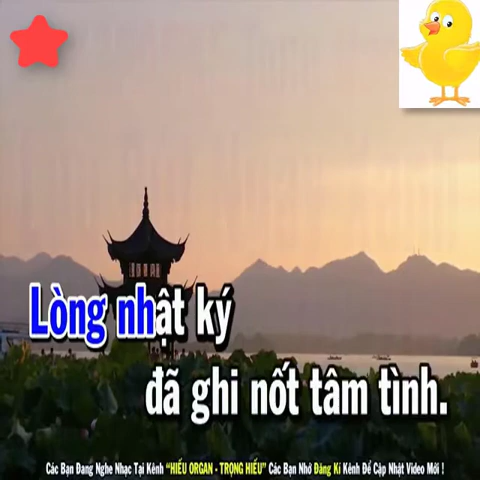 Lòng nhật ký
đã ghi nốt tâm tình.
Các Bạn Đang Nghe Nhạc Tại Kênh "HIẾU ORGAN - TRỌNG HIẾU" Các Bạn Nhớ Đăng Kí Kênh Để Cập Nhật Video Mới !